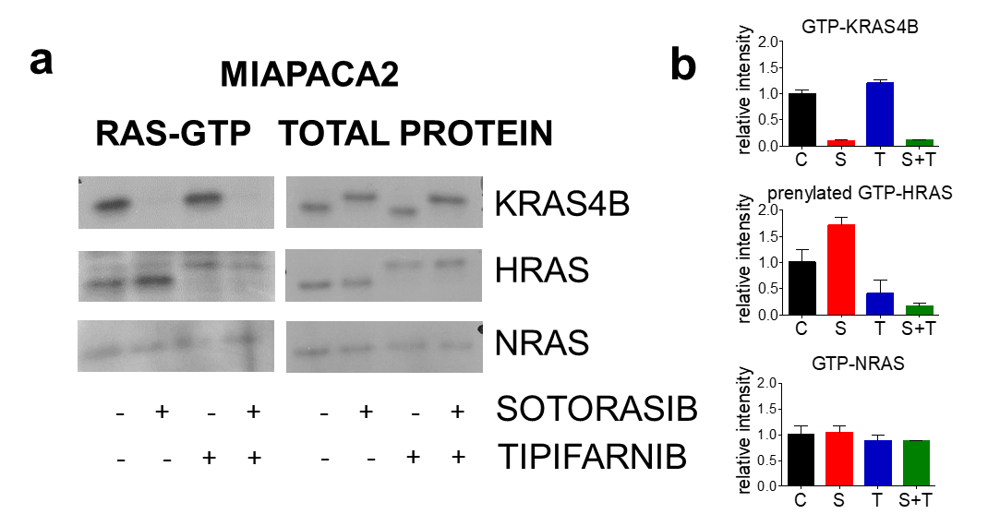 a
MIAPACA2
RAS-GTP TOTAL PROTEIN
KRAS4B
HRAS
NRAS
- + - + - + - + SOTORASIB
- - + + - - + + TIPIFARNIB
b
GTP-KRAS4B
relative intensity
2.0
1.5
1.0
0.5
0.0
C S T S+T
prenylated GTP-HRAS
relative intensity
2.0
1.5
1.0
0.5
0.0
C S T S+T
GTP-NRAS
relative intensity
2.0
1.5
1.0
0.5
0.0
C S T S+T